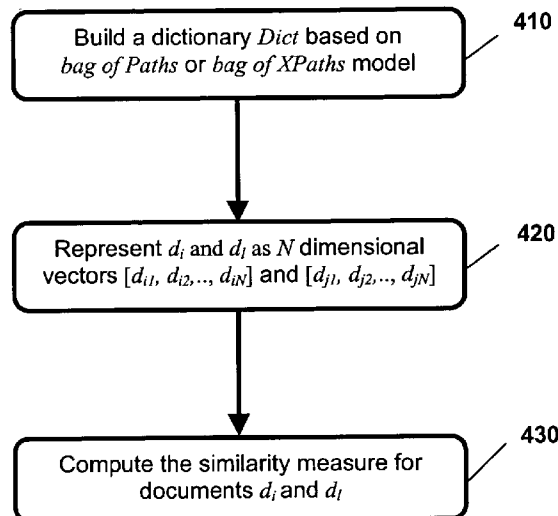 Build a dictionary Dict based on
bag of Paths or bag of XPaths model
410
Represent di and dl as N dimensional
vectors [di1, di2,.., diN] and [dj1, dj2,.., djN]
420
Compute the similarity measure for
documents di and dl
430